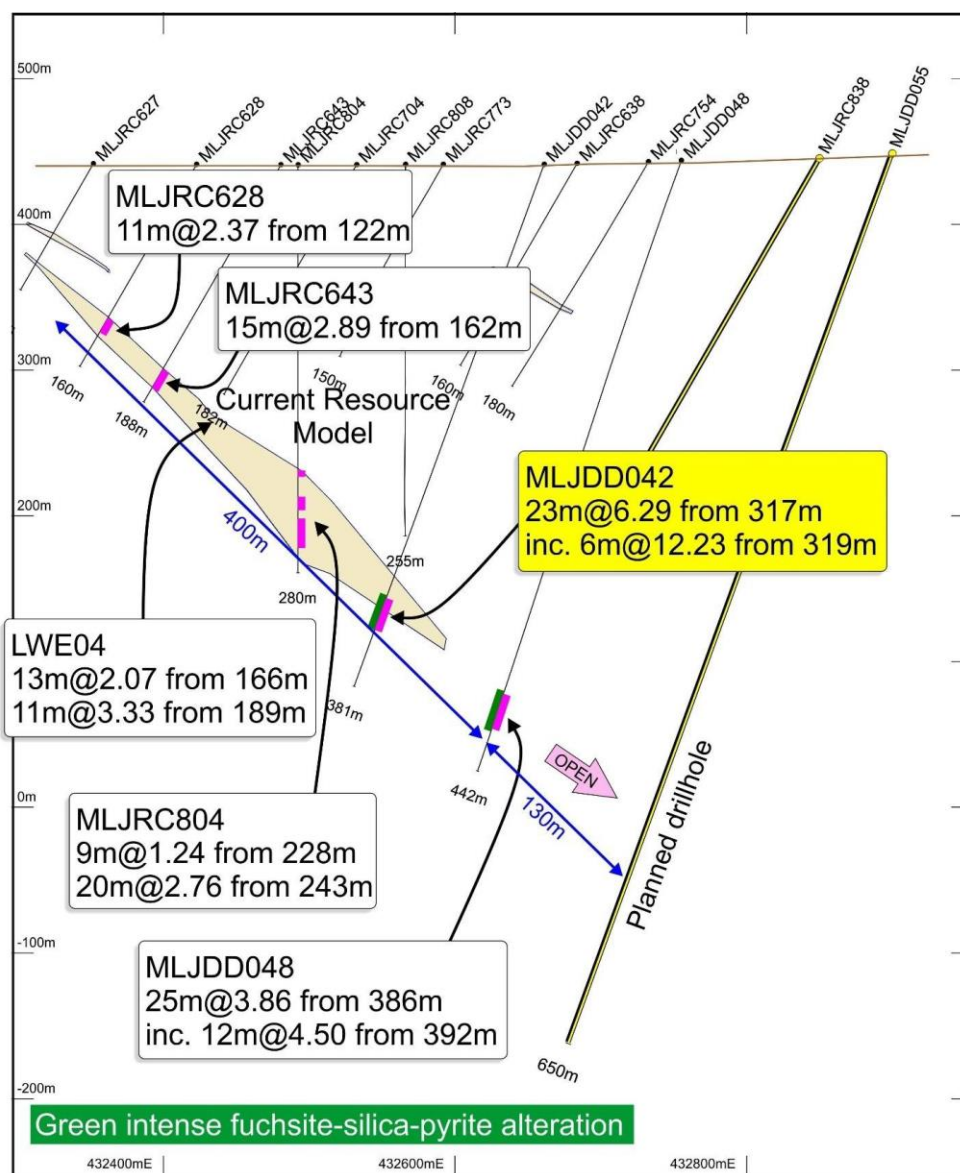 500m
400m
300m
200m
0m
-100m
-200m
MLJRC627
MLJRC628
MLJRC643
MLJRC804
MLJRC704
MLJRC808
MLJRC773
MLJDD042
MLJRC638
MLJRC754
MLJDD048
MLJRC838
MLJDD055
MLJRC628
11m@2.37 from 122m
MLJRC643
15m@2.89 from 162m
160m
188m
182m
150m
160m
180m
Current Resource
Model
MLJDD042
23m@6.29 from 317m
inc. 6m@12.23 from 319m
400m
255m
280m
381m
LWE04
13m@2.07 from 166m
11m@3.33 from 189m
442m
OPEN
130m
Planned drillhole
MLJRC804
9m@1.24 from 228m
20m@2.76 from 243m
MLJDD048
25m@3.86 from 386m
inc. 12m@4.50 from 392m
650m
Green intense fuchsite-silica-pyrite alteration
432400mE
432600mE
432800mE